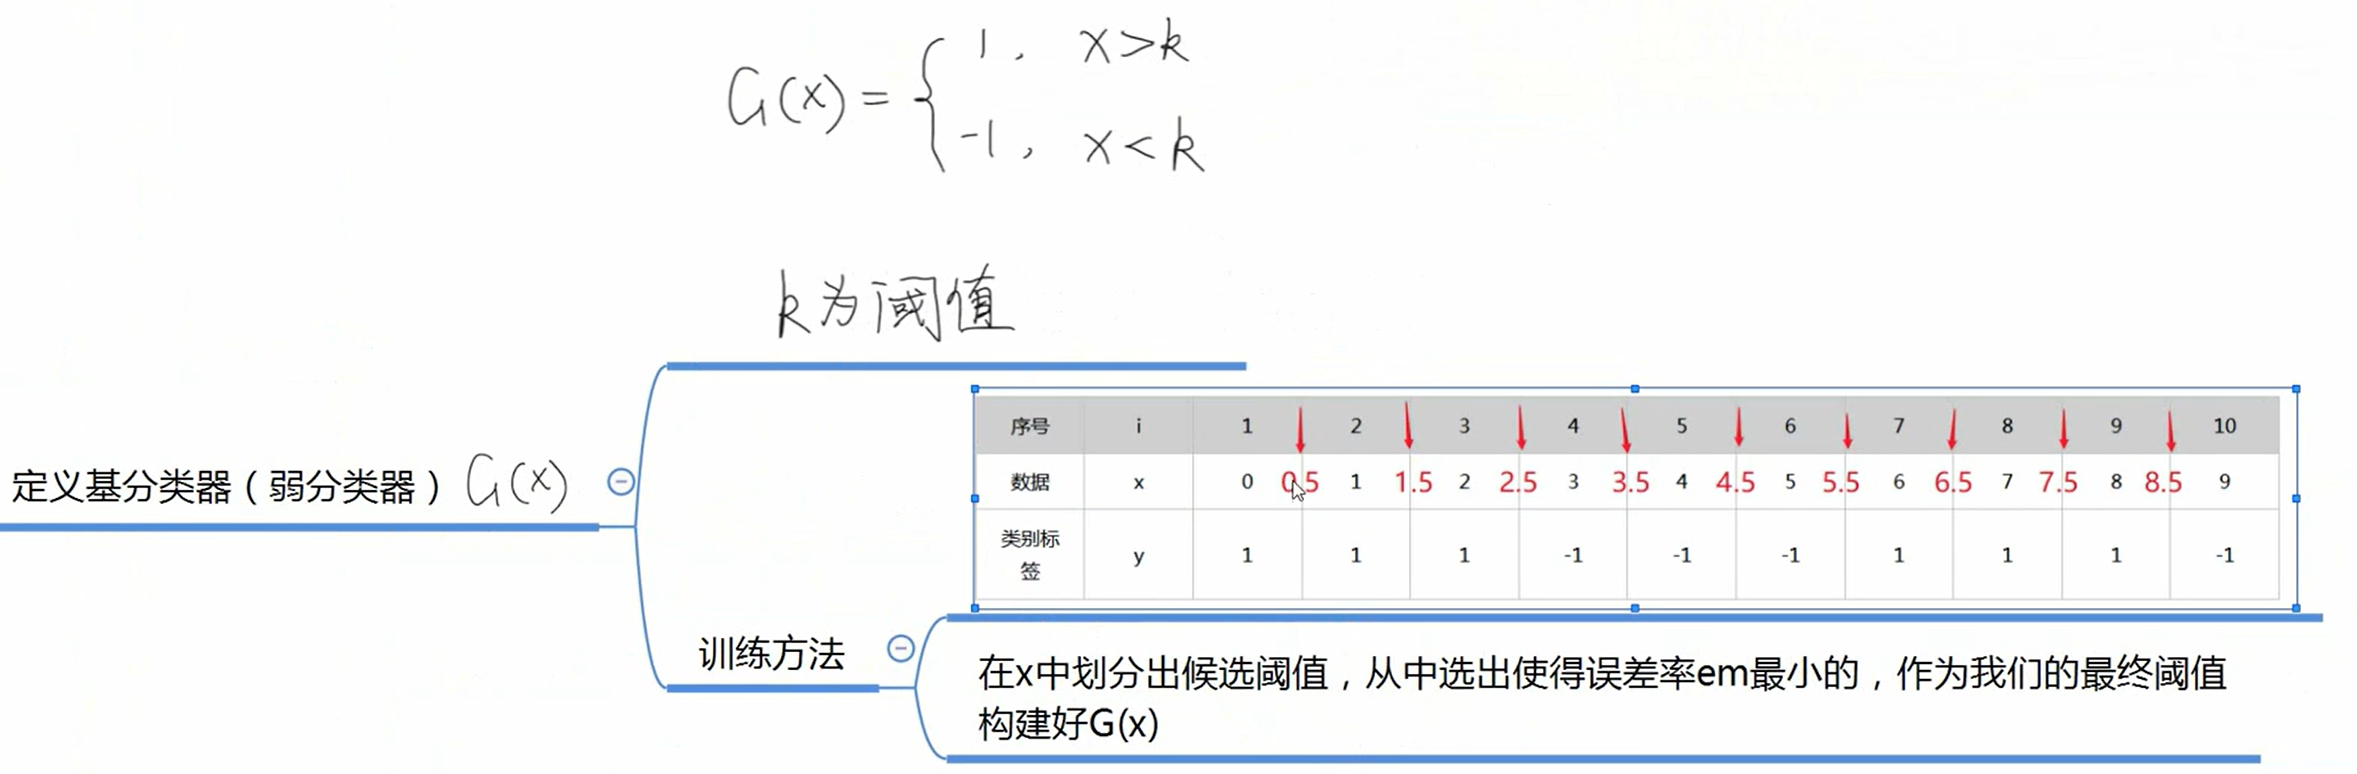 G(x) = { 1, x>k
-1, x<k
k为阈值
定义基分类器（弱分类器）G(x)
序号 i 1 2 3 4 5 6 7 8 9 10
数据 x 0 0.5 1 1.5 2 2.5 3 3.5 4 4.5 5 5.5 6 6.5 7 7.5 8 8.5 9
类别标签 y 1 1 1 -1 -1 -1 1 1 1 -1
训练方法
在x中划分出候选阈值，从中选出使得误差率em最小的，作为我们的最终阈值
构建好G(x)